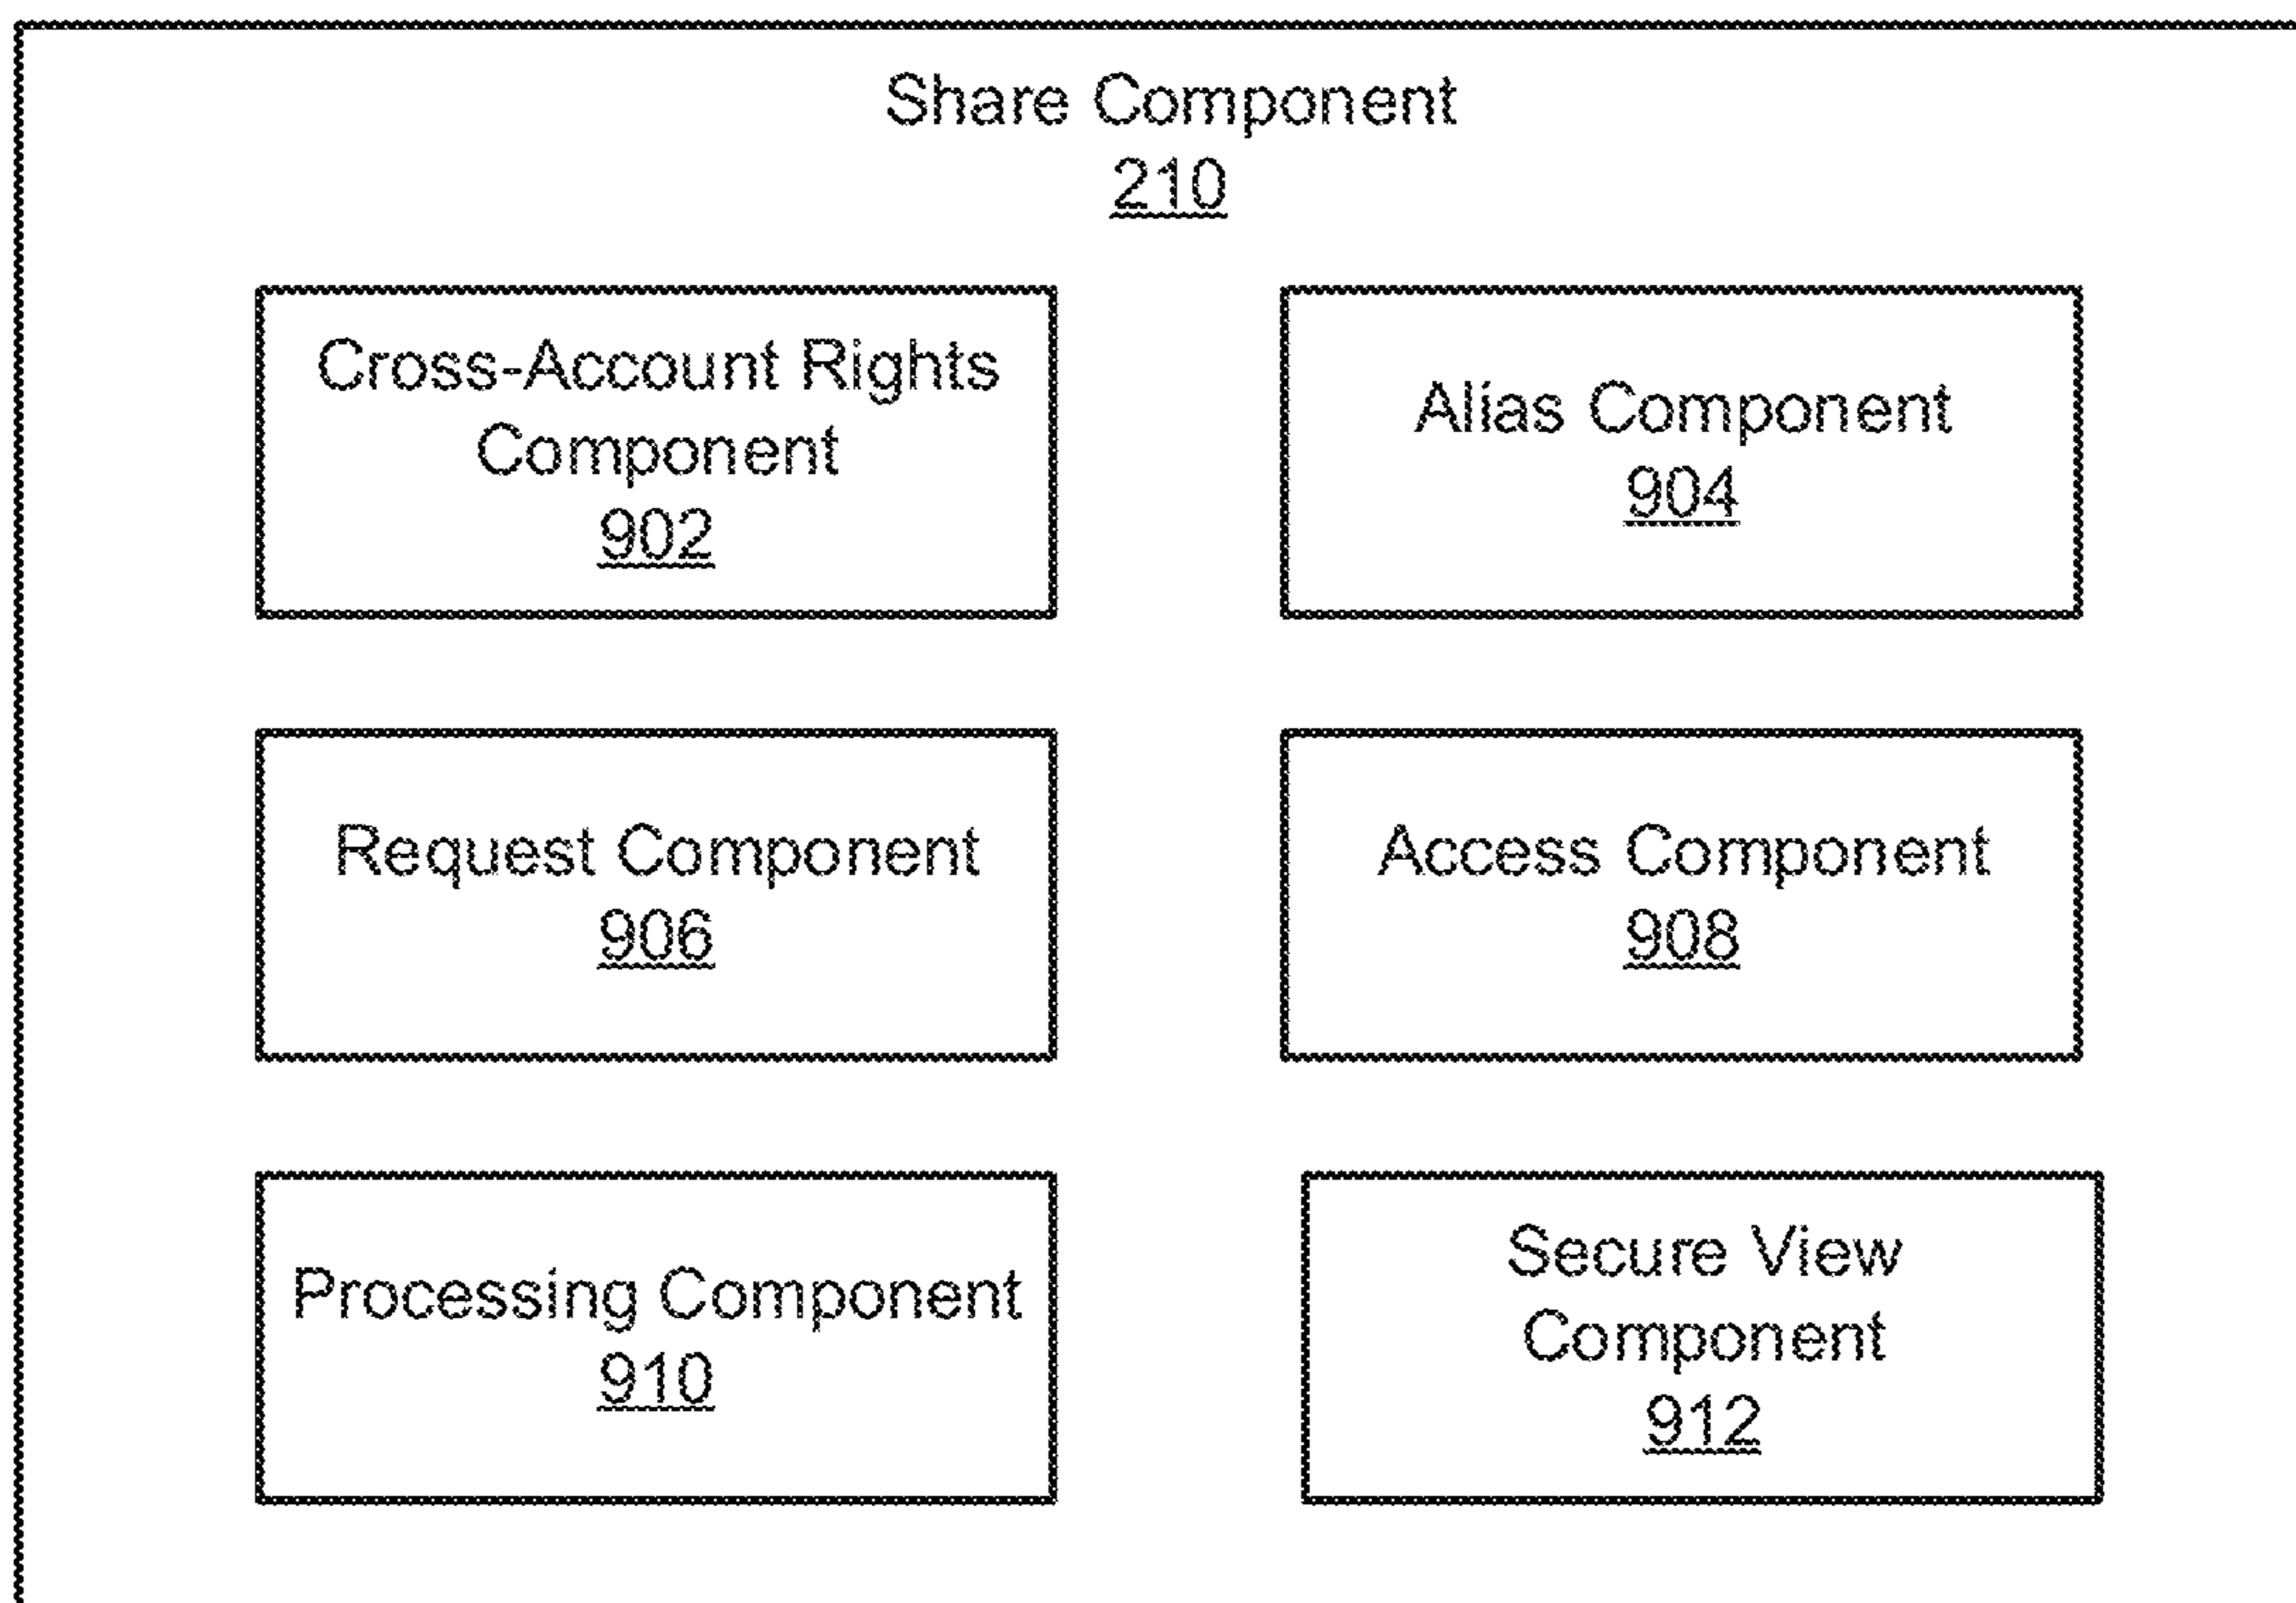 Share Component
210
Cross-Account Rights
Component
902
Alias Component
904
Request Component
906
Access Component
908
Processing Component
910
Secure View
Component
912